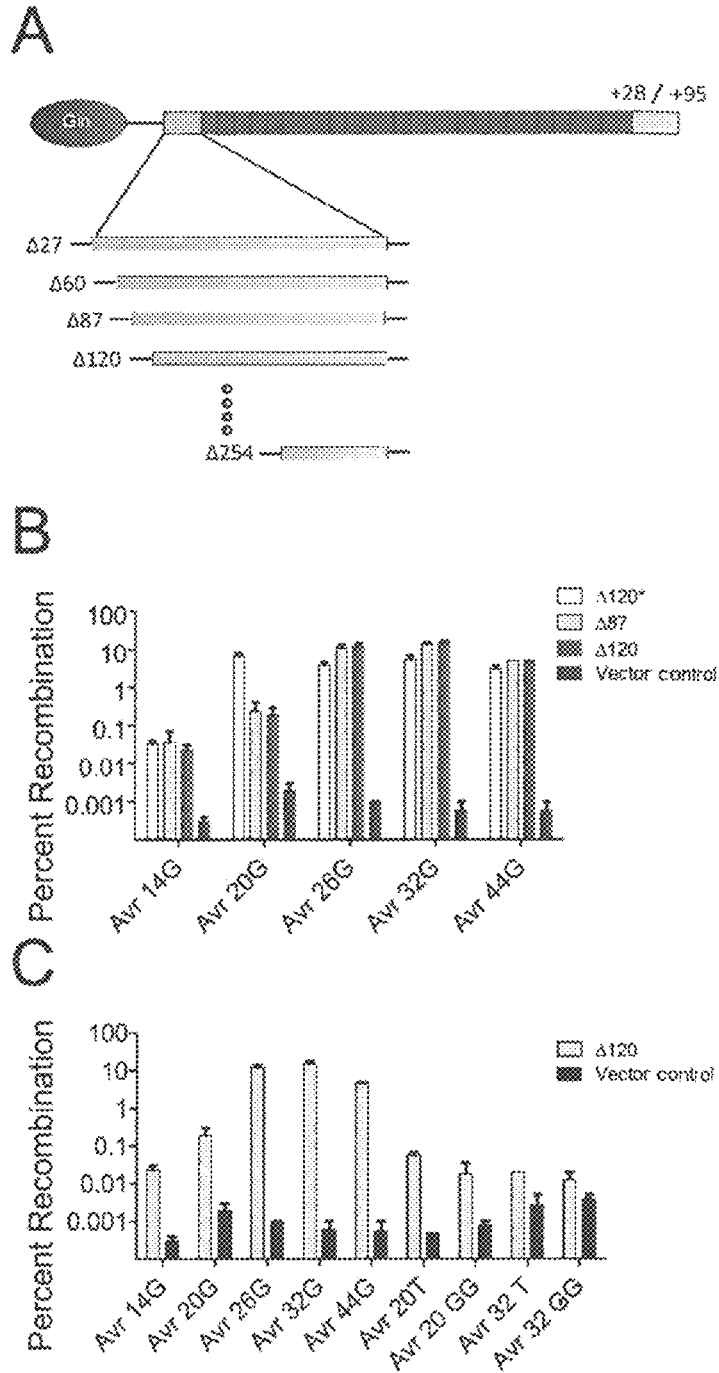 A
Gin
+28 / +95
Δ27
Δ60
Δ87
Δ120
Δ254
B
Percent Recombination
100
10
1
0.1
0.01
0.001
Δ120*
Δ87
Δ120
Vector control
Avr 14G
Avr 20G
Avr 26G
Avr 32G
Avr 44G
C
Percent Recombination
100
10
1
0.1
0.01
0.001
Δ120
Vector control
Avr 14G
Avr 20G
Avr 26G
Avr 32G
Avr 44G
Avr 20T
Avr 20 GG
Avr 32 T
Avr 32 GG